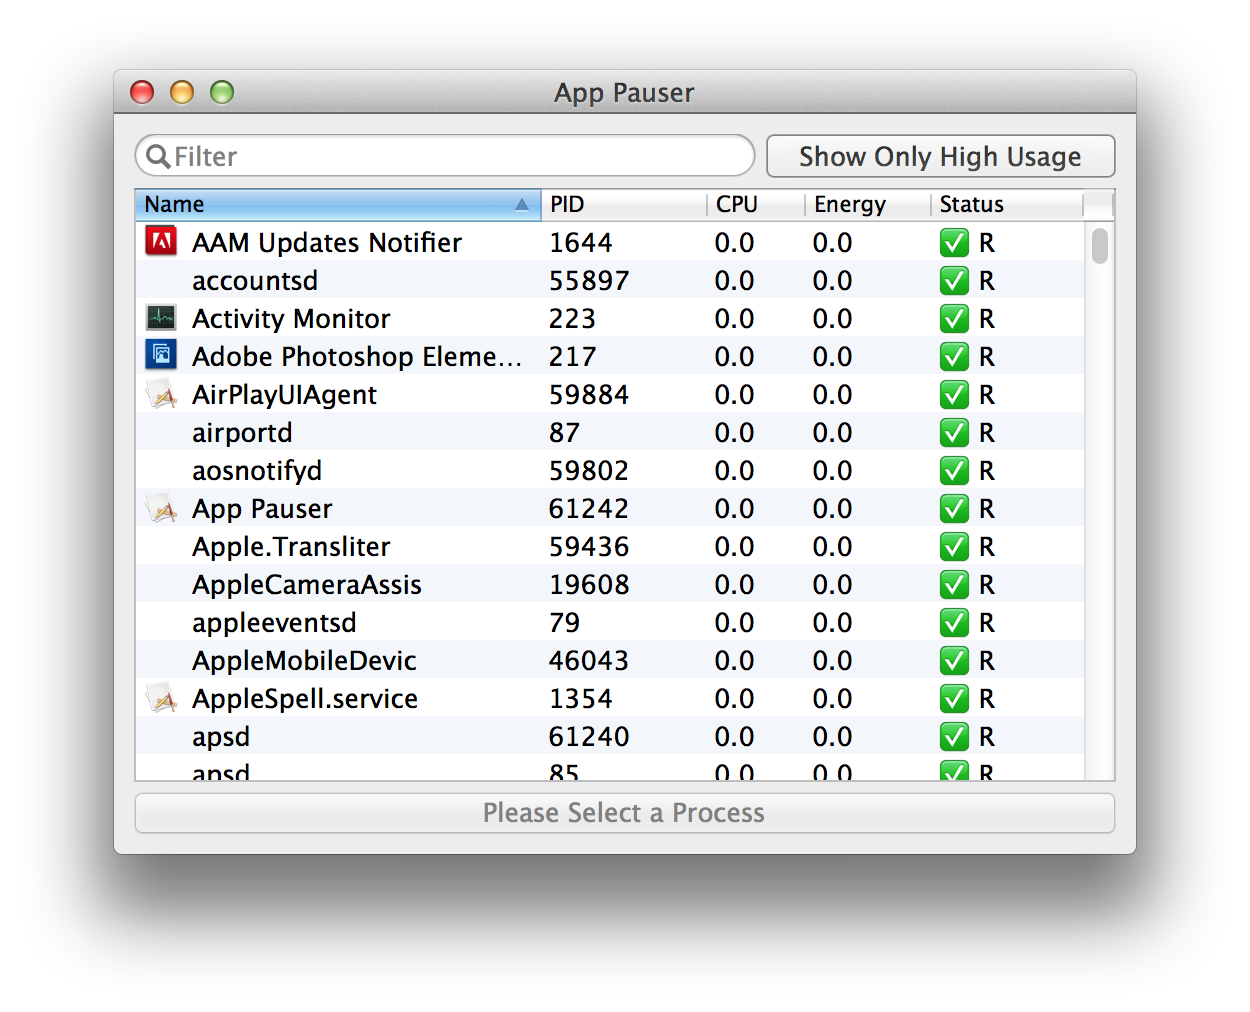 App Pauser
Filter Show Only High Usage
Name PID CPU Energy Status
AAM Updates Notifier 1644 0.0 0.0 ✅ R
accountsd 55897 0.0 0.0 ✅ R
Activity Monitor 223 0.0 0.0 ✅ R
Adobe Photoshop Eleme... 217 0.0 0.0 ✅ R
AirPlayUIAgent 59884 0.0 0.0 ✅ R
airportd 87 0.0 0.0 ✅ R
aosnotifyd 59802 0.0 0.0 ✅ R
App Pauser 61242 0.0 0.0 ✅ R
Apple.Transliter 59436 0.0 0.0 ✅ R
AppleCameraAssis 19608 0.0 0.0 ✅ R
appleeventsd 79 0.0 0.0 ✅ R
AppleMobileDevic 46043 0.0 0.0 ✅ R
AppleSpell.service 1354 0.0 0.0 ✅ R
apsd 61240 0.0 0.0 ✅ R
apsd 85 0.0 0.0 ✅ R
Please Select a Process